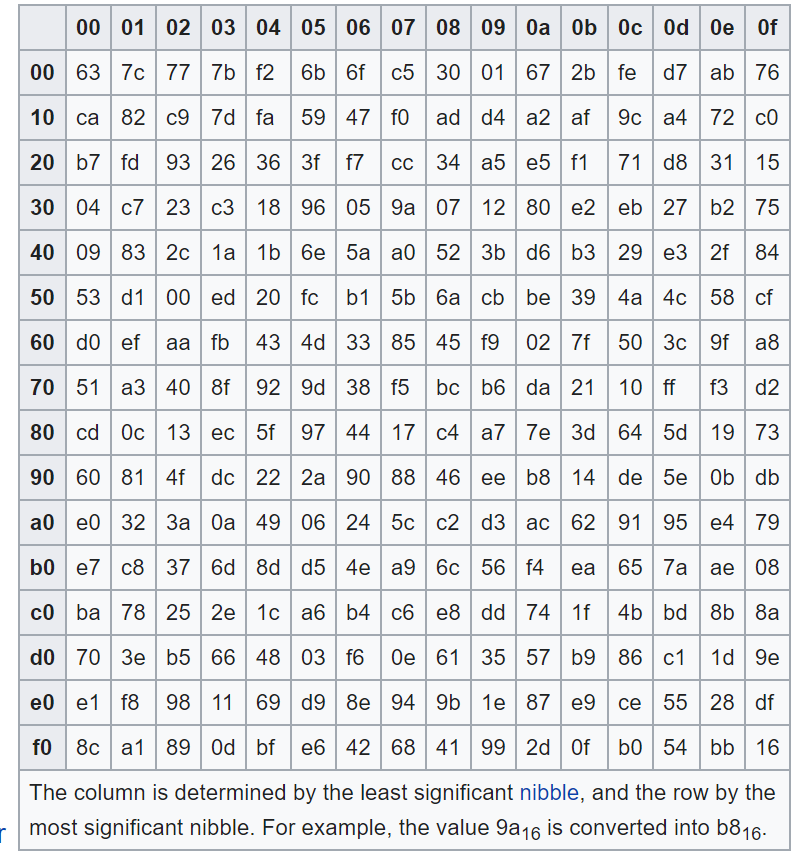 00 01 02 03 04 05 06 07 08 09 0a 0b 0c 0d 0e 0f
00 63 7c 77 7b f2 6b 6f c5 30 01 67 2b fe d7 ab 76
10 ca 82 c9 7d fa 59 47 f0 ad d4 a2 af 9c a4 72 c0
20 b7 fd 93 26 36 3f f7 cc 34 a5 e5 f1 71 d8 31 15
30 04 c7 23 c3 18 96 05 9a 07 12 80 e2 eb 27 b2 75
40 09 83 2c 1a 1b 6e 5a a0 52 3b d6 b3 29 e3 2f 84
50 53 d1 00 ed 20 fc b1 5b 6a cb be 39 4a 4c 58 cf
60 d0 ef aa fb 43 4d 33 85 45 f9 02 7f 50 3c 9f a8
70 51 a3 40 8f 92 9d 38 f5 bc b6 da 21 10 ff f3 d2
80 cd 0c 13 ec 5f 97 44 17 c4 a7 7e 3d 64 5d 19 73
90 60 81 4f dc 22 2a 90 88 46 ee b8 14 de 5e 0b db
a0 e0 32 3a 0a 49 06 24 5c c2 d3 ac 62 91 95 e4 79
b0 e7 c8 37 6d 8d d5 4e a9 6c 56 f4 ea 65 7a ae 08
c0 ba 78 25 2e 1c a6 b4 c6 e8 dd 74 1f 4b bd 8b 8a
d0 70 3e b5 66 48 03 f6 0e 61 35 57 b9 86 c1 1d 9e
e0 e1 f8 98 11 69 d9 8e 94 9b 1e 87 e9 ce 55 28 df
f0 8c a1 89 0d bf e6 42 68 41 99 2d 0f b0 54 bb 16
The column is determined by the least significant nibble, and the row by the
most significant nibble. For example, the value 9a₁₆ is converted into b8₁₆.